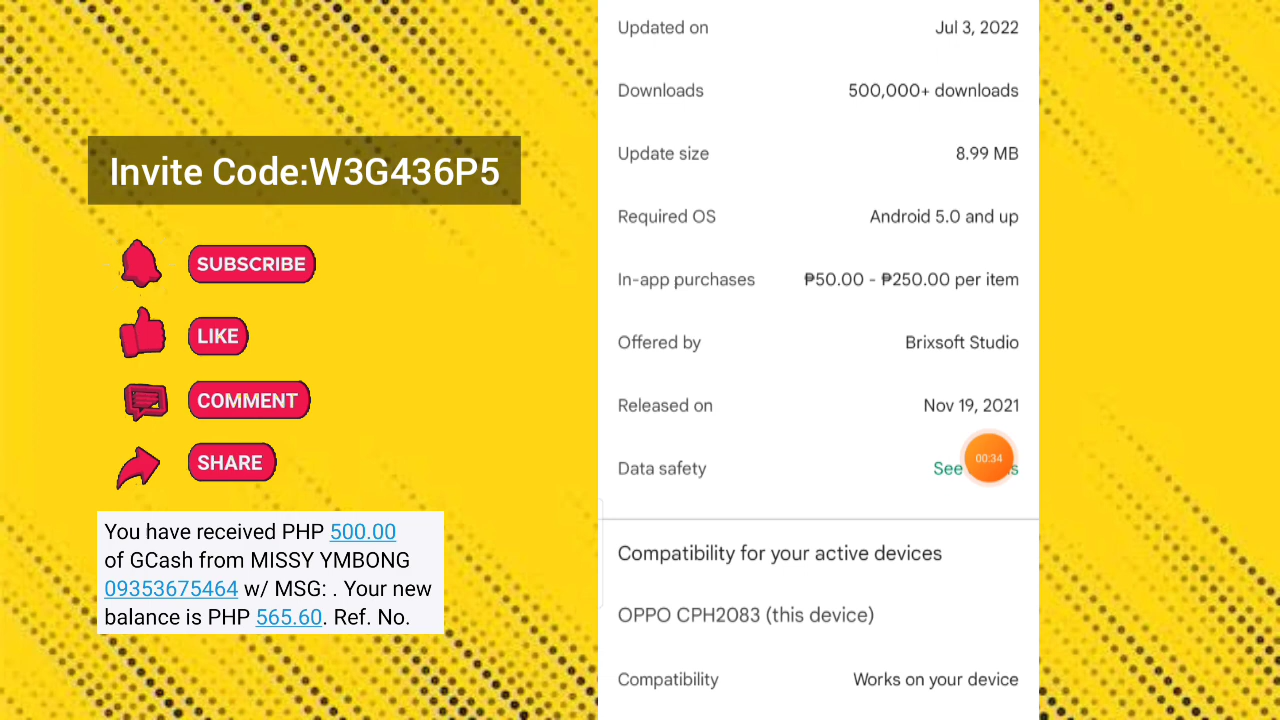 Invite Code:W3G436P5
SUBSCRIBE
LIKE
COMMENT
SHARE
You have received PHP 500.00
of GCash from MISSY YMBONG
09353675464 w/ MSG: . Your new
balance is PHP 565.60. Ref. No.
Updated on Jul 3, 2022
Downloads 500,000+ downloads
Update size 8.99 MB
Required OS Android 5.0 and up
In-app purchases ₱50.00 - ₱250.00 per item
Offered by Brixsoft Studio
Released on Nov 19, 2021
Data safety See
00:34
Compatibility for your active devices
OPPO CPH2083 (this device)
Compatibility Works on your device